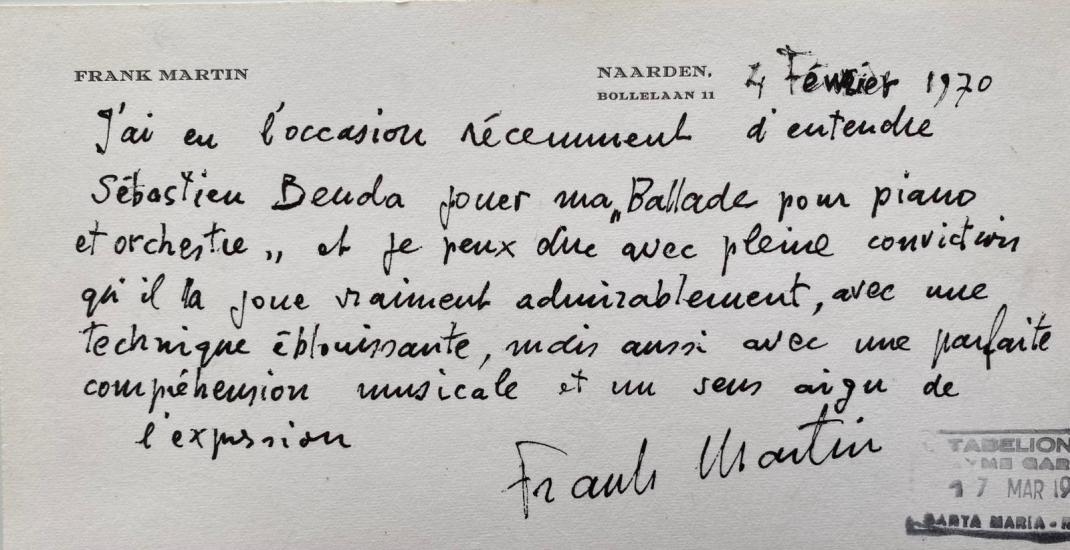 FRANK MARTIN
NAARDEN,
BOLLELAAN 11
4 Février 1970
J'ai eu l'occasion récemment d'entendre
Sébastien Benda jouer ma „Ballade pour piano
et orchestre„ et je peux dire avec pleine conviction
qu'il la joue vraiment admirablement, avec une
technique éblouissante, mais aussi avec une parfaite
compréhension musicale et un sens aigu de
l'expression
Frank Martin
TABELION
YME GAR
17 MAR 19
SANTA MARIA - R